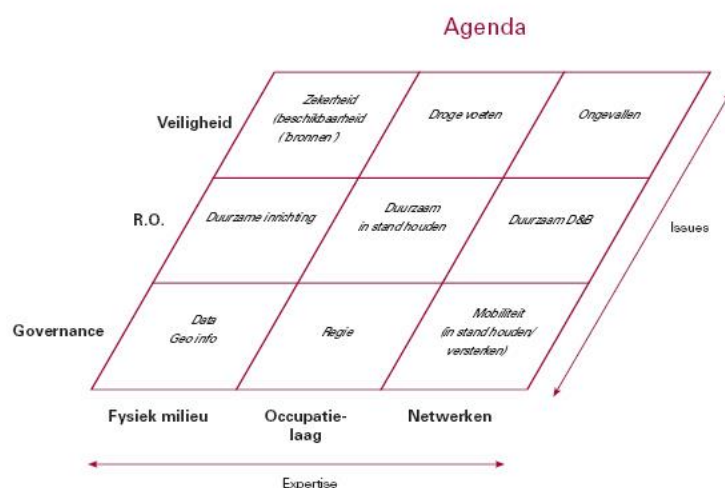 Agenda
Veiligheid
Zekerheid
(beschikbaarheid
('bronnen')
Droge voeten
Ongevallen
R.O.
Duurzame inrichting
Duurzaam
in stand houden
Duurzaam D&B
Issues
Governance
Data
Geo info
Regie
Mobiliteit
(in stand houden/
versterken)
Fysiek milieu
Occupatie-
laag
Netwerken
Expertise